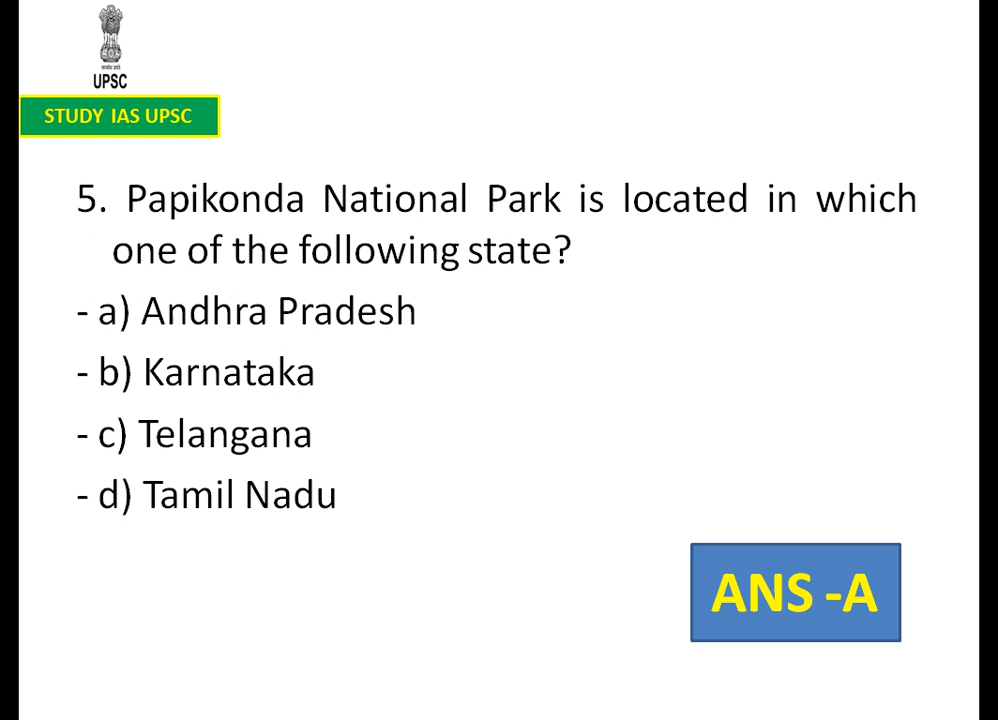 UPSC
STUDY IAS UPSC
5. Papikonda National Park is located in which
one of the following state?
- a) Andhra Pradesh
- b) Karnataka
- c) Telangana
- d) Tamil Nadu
ANS -A